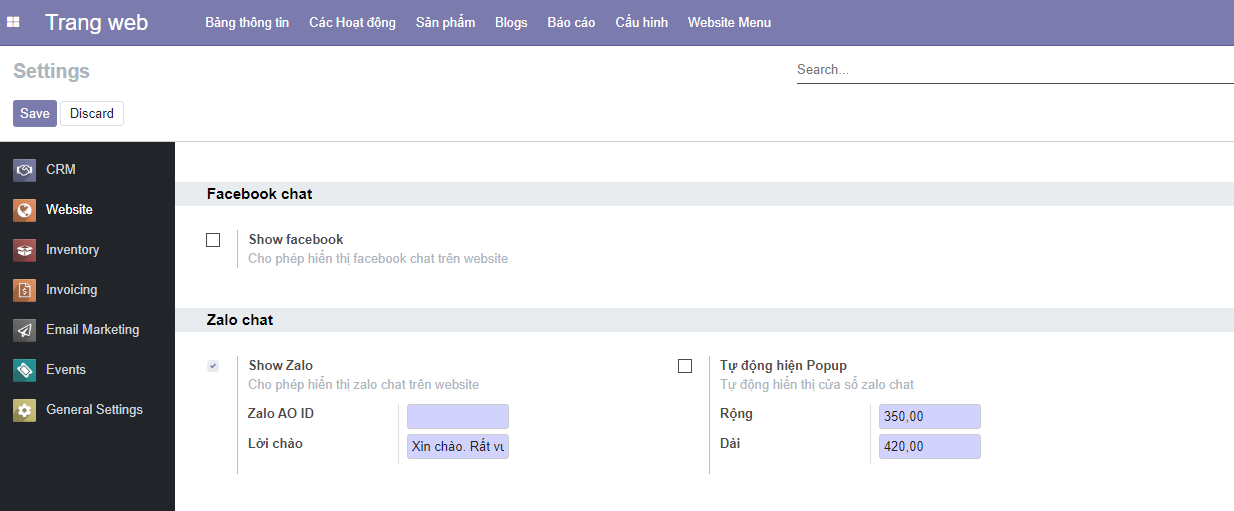 Trang web
Bảng thông tin
Các Hoạt động
Sản phẩm
Blogs
Báo cáo
Cấu hình
Website Menu
Settings
Search...
Save
Discard
CRM
Website
Inventory
Invoicing
Email Marketing
Events
General Settings
Facebook chat
Show facebook
Cho phép hiển thị facebook chat trên website
Zalo chat
Show Zalo
Cho phép hiển thị zalo chat trên website
Zalo AO ID
Lời chào
Xin chào. Rất vu
Tự động hiện Popup
Tự động hiển thị cửa sổ zalo chat
Rộng
350,00
Dài
420,00